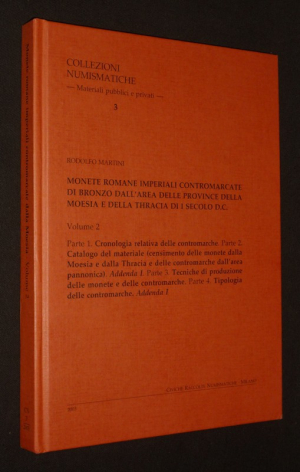 COLLEZIONI
NUMISMATICHE
— Materiali pubblici e privati —
3
RODOLFO MARTINI
MONETE ROMANE IMPERIALI CONTROMARCATE
DI BRONZO DALL'AREA DELLE PROVINCE DELLA
MOESIA E DELLA THRACIA DI I SECOLO D.C.
Volume 2
Parte 1. Cronologia relativa delle contromarche. Parte 2.
Catalogo del materiale (censimento delle monete dalla
Moesia e dalla Thracia e delle contromarche dall'area
pannonica). Addenda I. Parte 3. Tecniche di produzione
delle monete e delle contromarche. Parte 4. Tipologia
delle contromarche. Addenda I